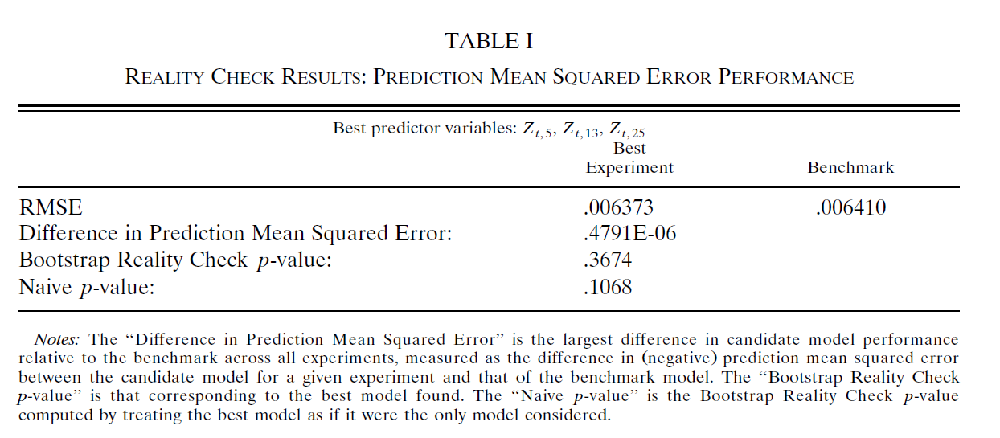 TABLE I
REALITY CHECK RESULTS: PREDICTION MEAN SQUARED ERROR PERFORMANCE
Best predictor variables: Z_{t,5}, Z_{t,13}, Z_{t,25}
Best
Experiment Benchmark
RMSE .006373 .006410
Difference in Prediction Mean Squared Error: .4791E-06
Bootstrap Reality Check p-value: .3674
Naive p-value: .1068
Notes: The “Difference in Prediction Mean Squared Error” is the largest difference in candidate model performance
relative to the benchmark across all experiments, measured as the difference in (negative) prediction mean squared error
between the candidate model for a given experiment and that of the benchmark model. The “Bootstrap Reality Check
p-value” is that corresponding to the best model found. The “Naive p-value” is the Bootstrap Reality Check p-value
computed by treating the best model as if it were the only model considered.